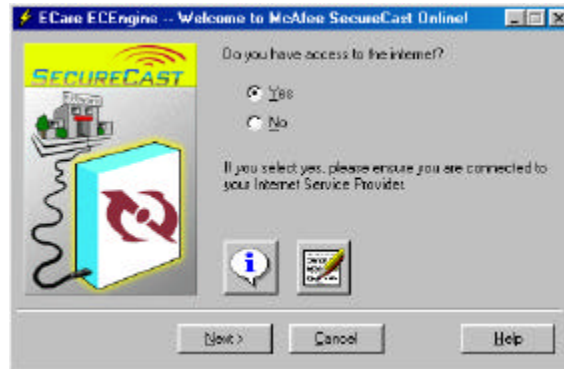 ECare ECEngine -- Welcome to McAfee SecureCast Online!
SECURECAST
Do you have access to the internet?
Yes
No
If you select yes, please ensure you are connected to
your Internet Service Provider.
Next >
Cancel
Help